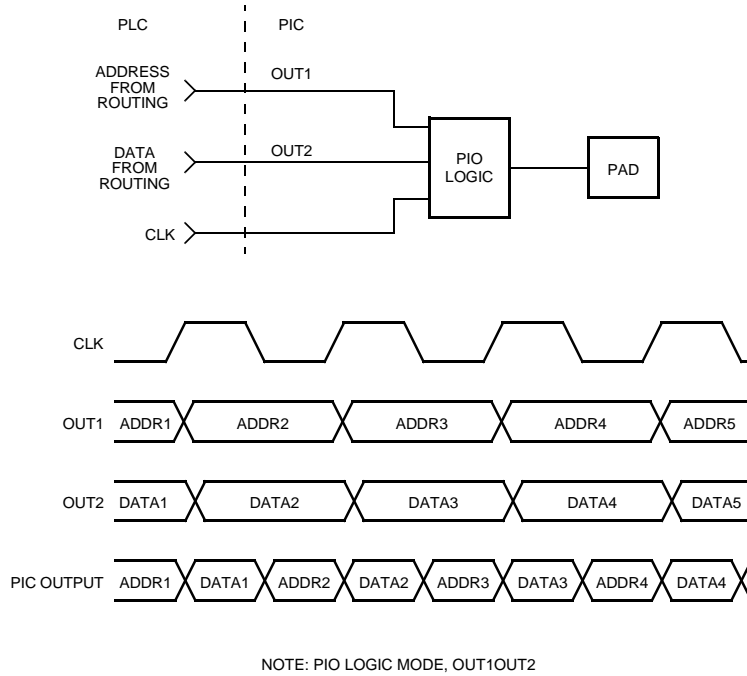 PLC
PIC
ADDRESS
FROM
ROUTING
OUT1
DATA
FROM
ROUTING
OUT2
CLK
PIO
LOGIC
PAD
CLK
OUT1 ADDR1 ADDR2 ADDR3 ADDR4 ADDR5
OUT2 DATA1 DATA2 DATA3 DATA4 DATA5
PIC OUTPUT ADDR1 DATA1 ADDR2 DATA2 ADDR3 DATA3 ADDR4 DATA4
NOTE: PIO LOGIC MODE, OUT1OUT2